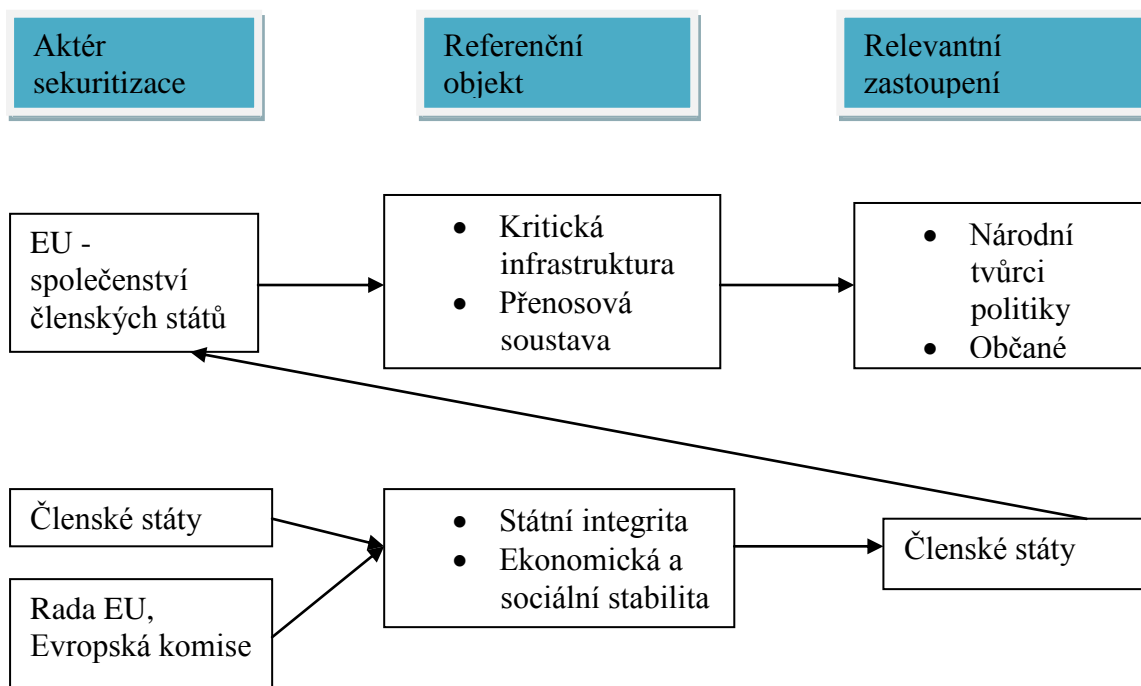 Aktér
sekuritizace
Referenční
objekt
Relevantní
zastoupení
EU -
společenství
členských států
• Kritická
infrastruktura
• Přenosová
soustava
• Národní
tvůrci
politiky
• Občané
Členské státy
Rada EU,
Evropská komise
• Státní integrita
• Ekonomická a
sociální stabilita
Členské státy